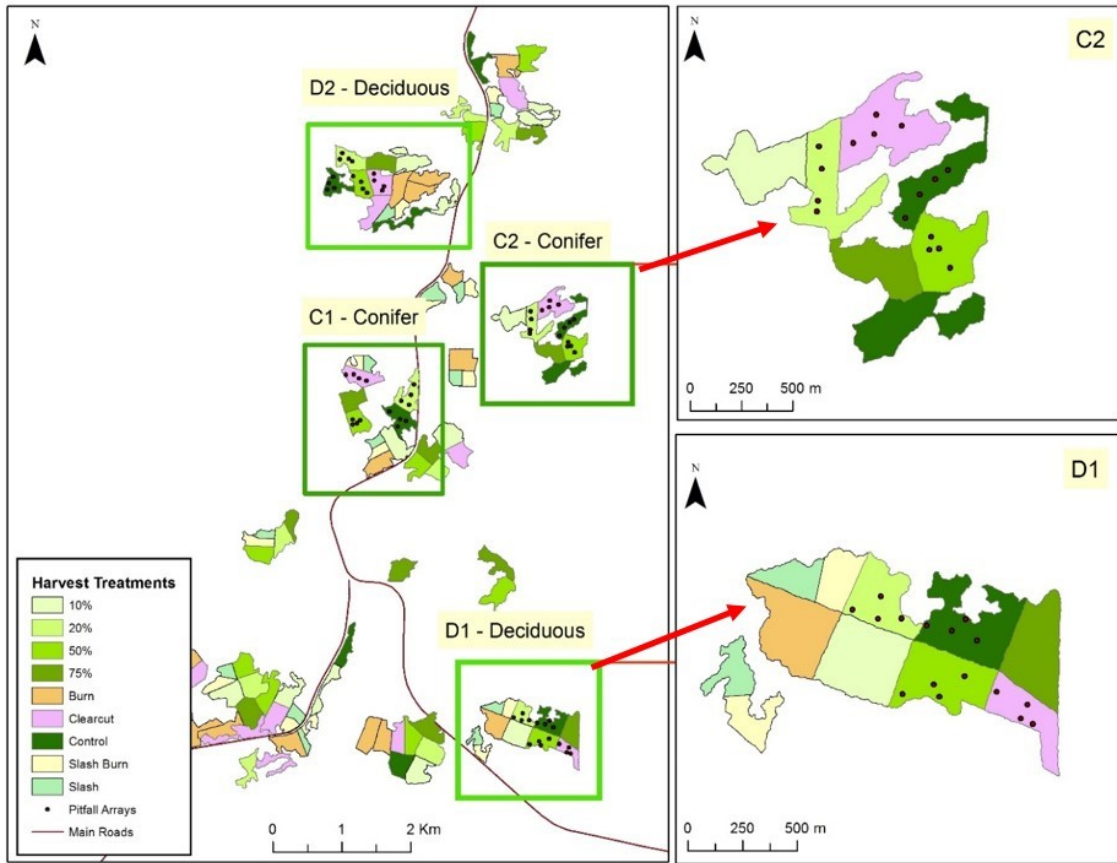 N
D2 - Deciduous
C2 - Conifer
C1 - Conifer
D1 - Deciduous
Harvest Treatments
10%
20%
50%
75%
Burn
Clearcut
Control
Slash Burn
Slash
Pitfall Arrays
Main Roads
0 1 2 Km
N
C2
0 250 500 m
N
D1
0 250 500 m